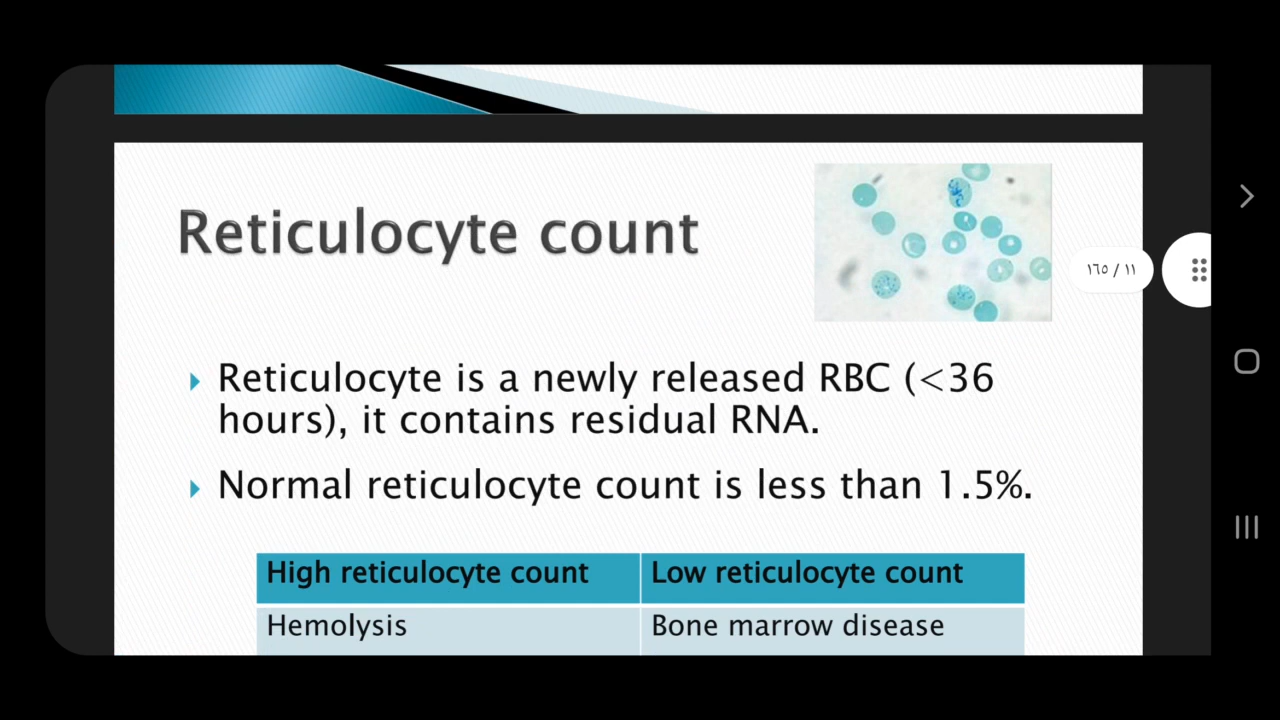 Reticulocyte count
١٦٥ / ١١
Reticulocyte is a newly released RBC (<36
hours), it contains residual RNA.
Normal reticulocyte count is less than 1.5%.
High reticulocyte count
Low reticulocyte count
Hemolysis
Bone marrow disease